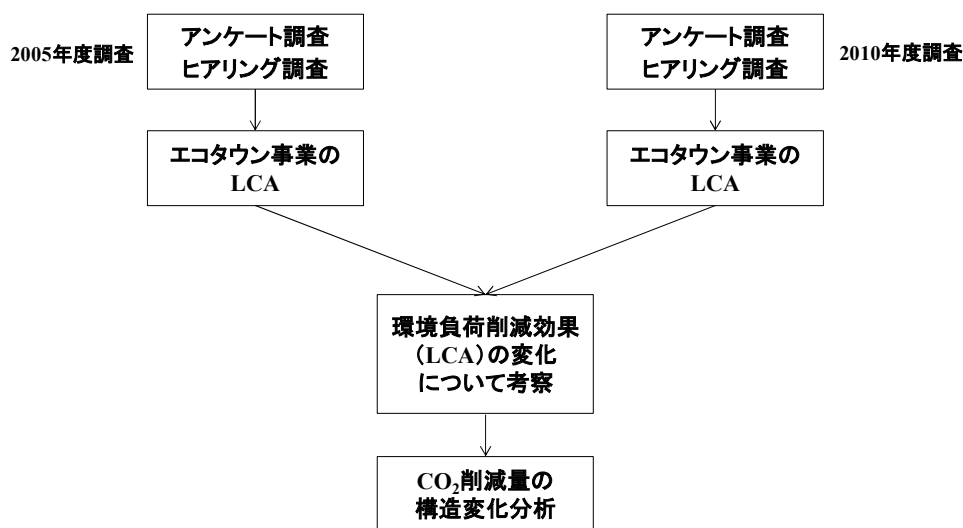 2005年度調査
アンケート調査
ヒアリング調査
アンケート調査
ヒアリング調査
2010年度調査
エコタウン事業の
LCA
エコタウン事業の
LCA
環境負荷削減効果
（LCA）の変化
について考察
CO₂削減量の
構造変化分析